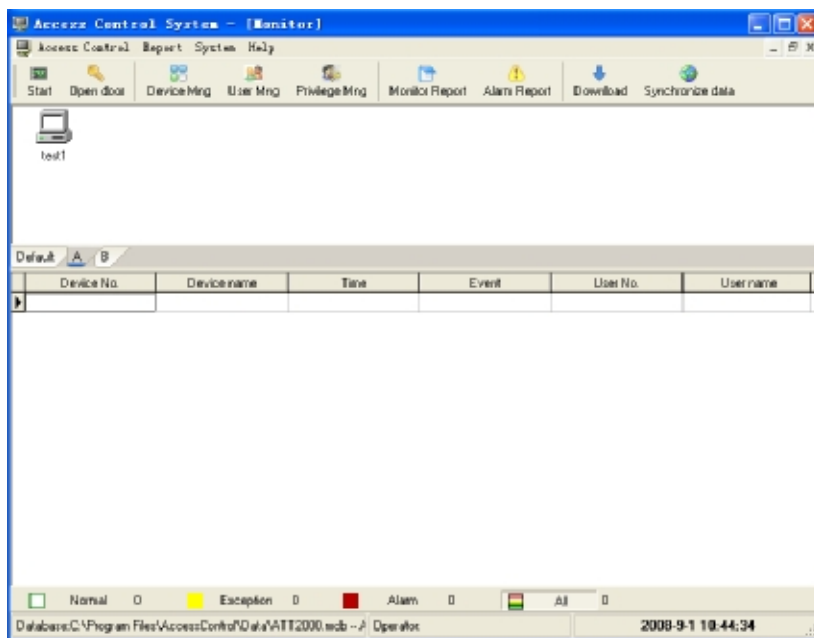 Access Control System - [Monitor]
Access Control Report System Help
Start Open door Device Mng User Mng Privilege Mng Monitor Report Alarm Report Download Synchronize data
test1
Default A B
Device No. Device name Time Event User No. User name
Normal 0 Exception 0 Alarm 0 All 0
Database:C:\Program Files\AccessControl\Data\ATT2000.mdb -- Operator: 2008-9-1 10:44:34